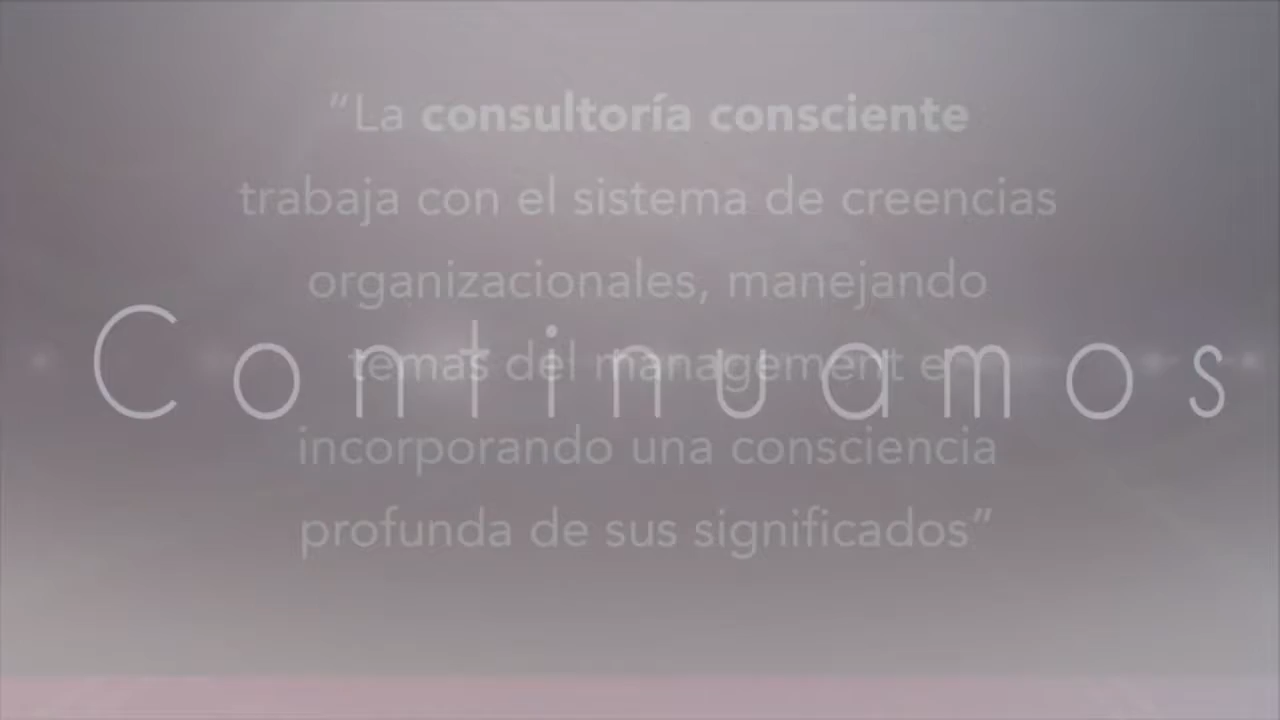 “La consultoría consciente
trabaja con el sistema de creencias
organizacionales, manejando
temas del management e
Continuamos
incorporando una consciencia
profunda de sus significados”